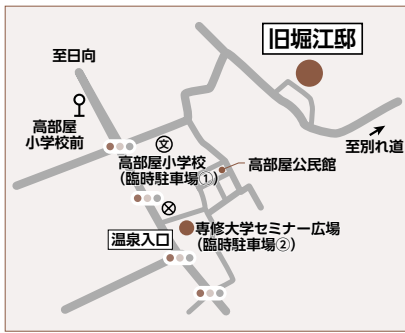 旧堀江邸
至日向
高部屋
小学校前
至別れ道
文
高部屋小学校
(臨時駐車場①)
高部屋公民館
専修大学セミナー広場
(臨時駐車場②)
温泉入口